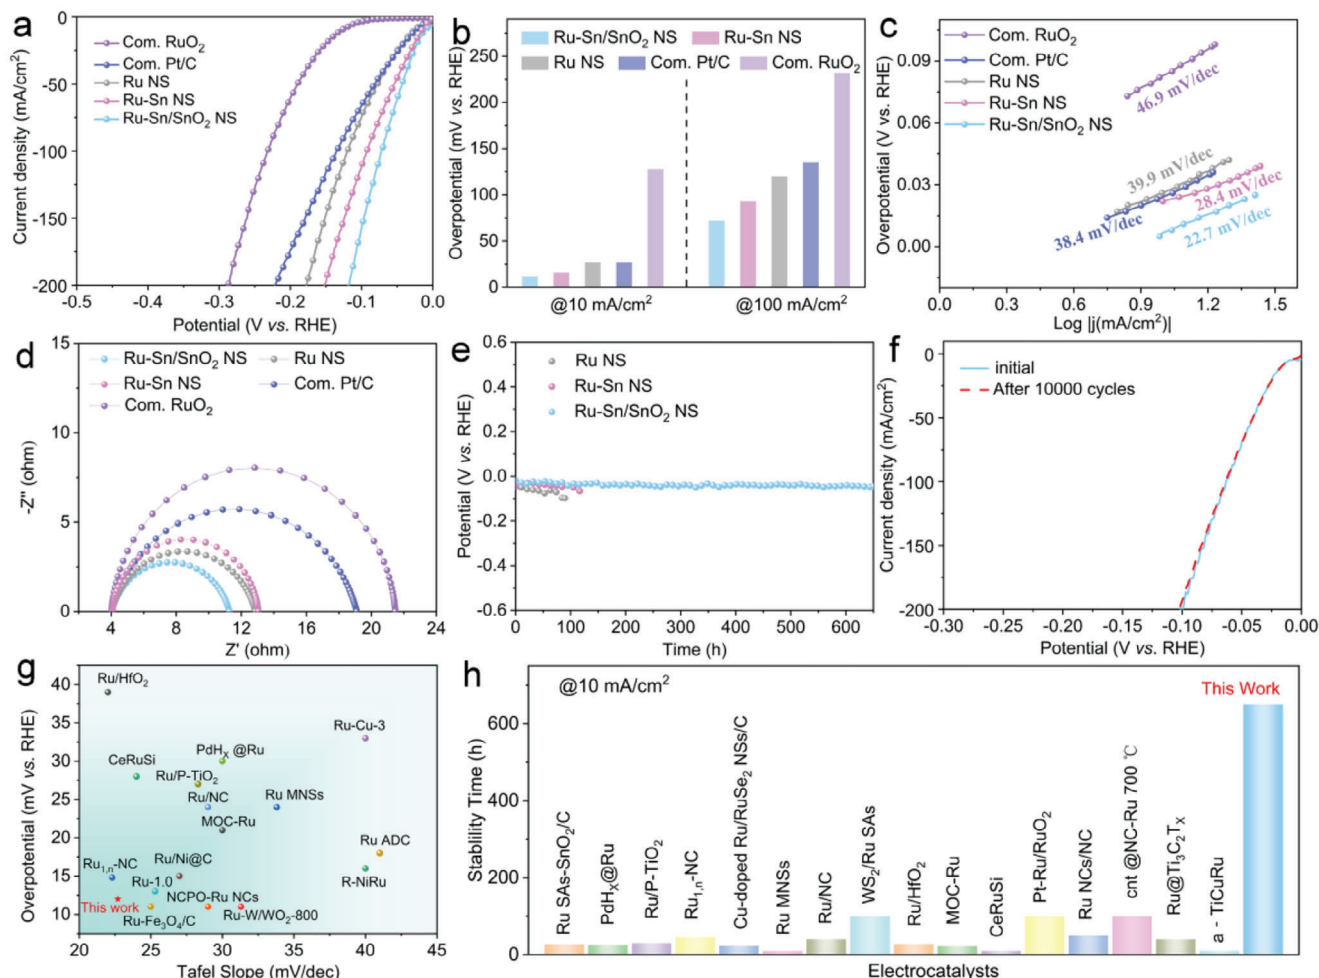 a
0
-50
-100
-150
-200
Current density (mA/cm²)
Com. RuO₂
Com. Pt/C
Ru NS
Ru-Sn NS
Ru-Sn/SnO₂ NS
-0.5 -0.4 -0.3 -0.2 -0.1 0.0
Potential (V vs. RHE)
b
250
200
150
100
50
0
Overpotential (mV vs. RHE)
Ru-Sn/SnO₂ NS Ru-Sn NS
Ru NS Com. Pt/C Com. RuO₂
@10 mA/cm² @100 mA/cm²
c
0.09
0.06
0.03
0.00
Overpotential (V vs. RHE)
Com. RuO₂
Com. Pt/C
Ru NS
Ru-Sn NS
Ru-Sn/SnO₂ NS
46.9 mV/dec
39.9 mV/dec
28.4 mV/dec
38.4 mV/dec
22.7 mV/dec
0.0 0.3 0.6 0.9 1.2 1.5
Log |j(mA/cm²)|
d
15
10
5
0
-Z" (ohm)
Ru-Sn/SnO₂ NS Ru NS
Ru-Sn NS Com. Pt/C
Com. RuO₂
4 8 12 16 20 24
Z' (ohm)
e
0.6
0.4
0.2
0.0
-0.2
-0.4
-0.6
Potential (V vs. RHE)
Ru NS
Ru-Sn NS
Ru-Sn/SnO₂ NS
0 100 200 300 400 500 600
Time (h)
f
0
-50
-100
-150
-200
Current density (mA/cm²)
initial
After 10000 cycles
-0.30 -0.25 -0.20 -0.15 -0.10 -0.05 0.00
Potential (V vs. RHE)
g
40
35
30
25
20
15
10
Overpotential (mV vs. RHE)
Ru/HfO₂
Ru-Cu-3
PdHₓ @Ru
CeRuSi
Ru/P-TiO₂
Ru/NC
Ru MNSs
MOC-Ru
Ru ADC
Ru/Ni@C
Ru₁,ₙ-NC
R-NiRu
Ru-1.0
NCPO-Ru NCs
This work
Ru-Fe₃O₄/C
Ru-W/WO₂-800
20 25 30 35 40 45
Tafel Slope (mV/dec)
h
@10 mA/cm²
This Work
600
400
200
0
Stablility Time (h)
Ru SAs-SnO₂/C
PdHₓ@Ru
Ru/P-TiO₂
Ru₁,ₙ-NC
Cu-doped Ru/RuSe₂ NSs/C
Ru MNSs
Ru/NC
WS₂/Ru SAs
Ru/HfO₂
MOC-Ru
CeRuSi
Pt-Ru/RuO₂
Ru NCs/NC
cnt @NC-Ru 700 ℃
Ru@Ti₃C₂Tₓ
a - TiCuRu
Electrocatalysts